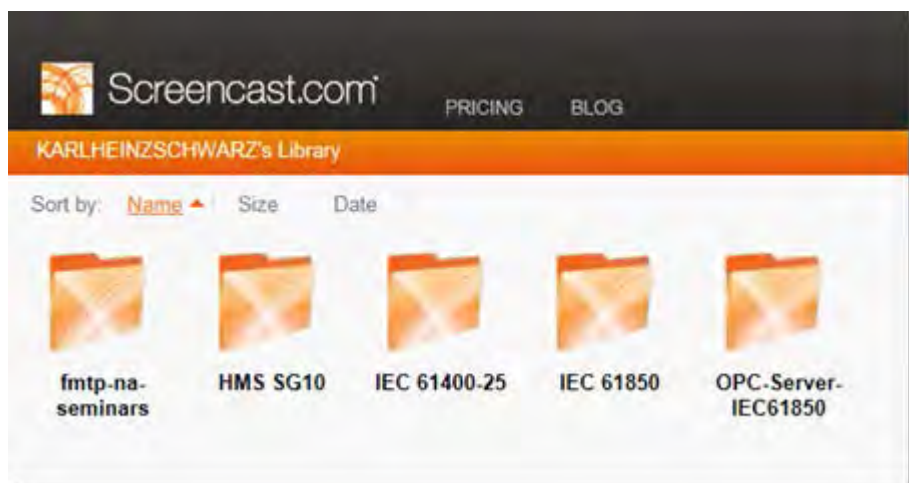 Screencast.com
PRICING BLOG
KARLHEINZSCHWARZ's Library
Sort by: Name Size Date
fmtp-na-
seminars
HMS SG10
IEC 61400-25
IEC 61850
OPC-Server-
IEC61850